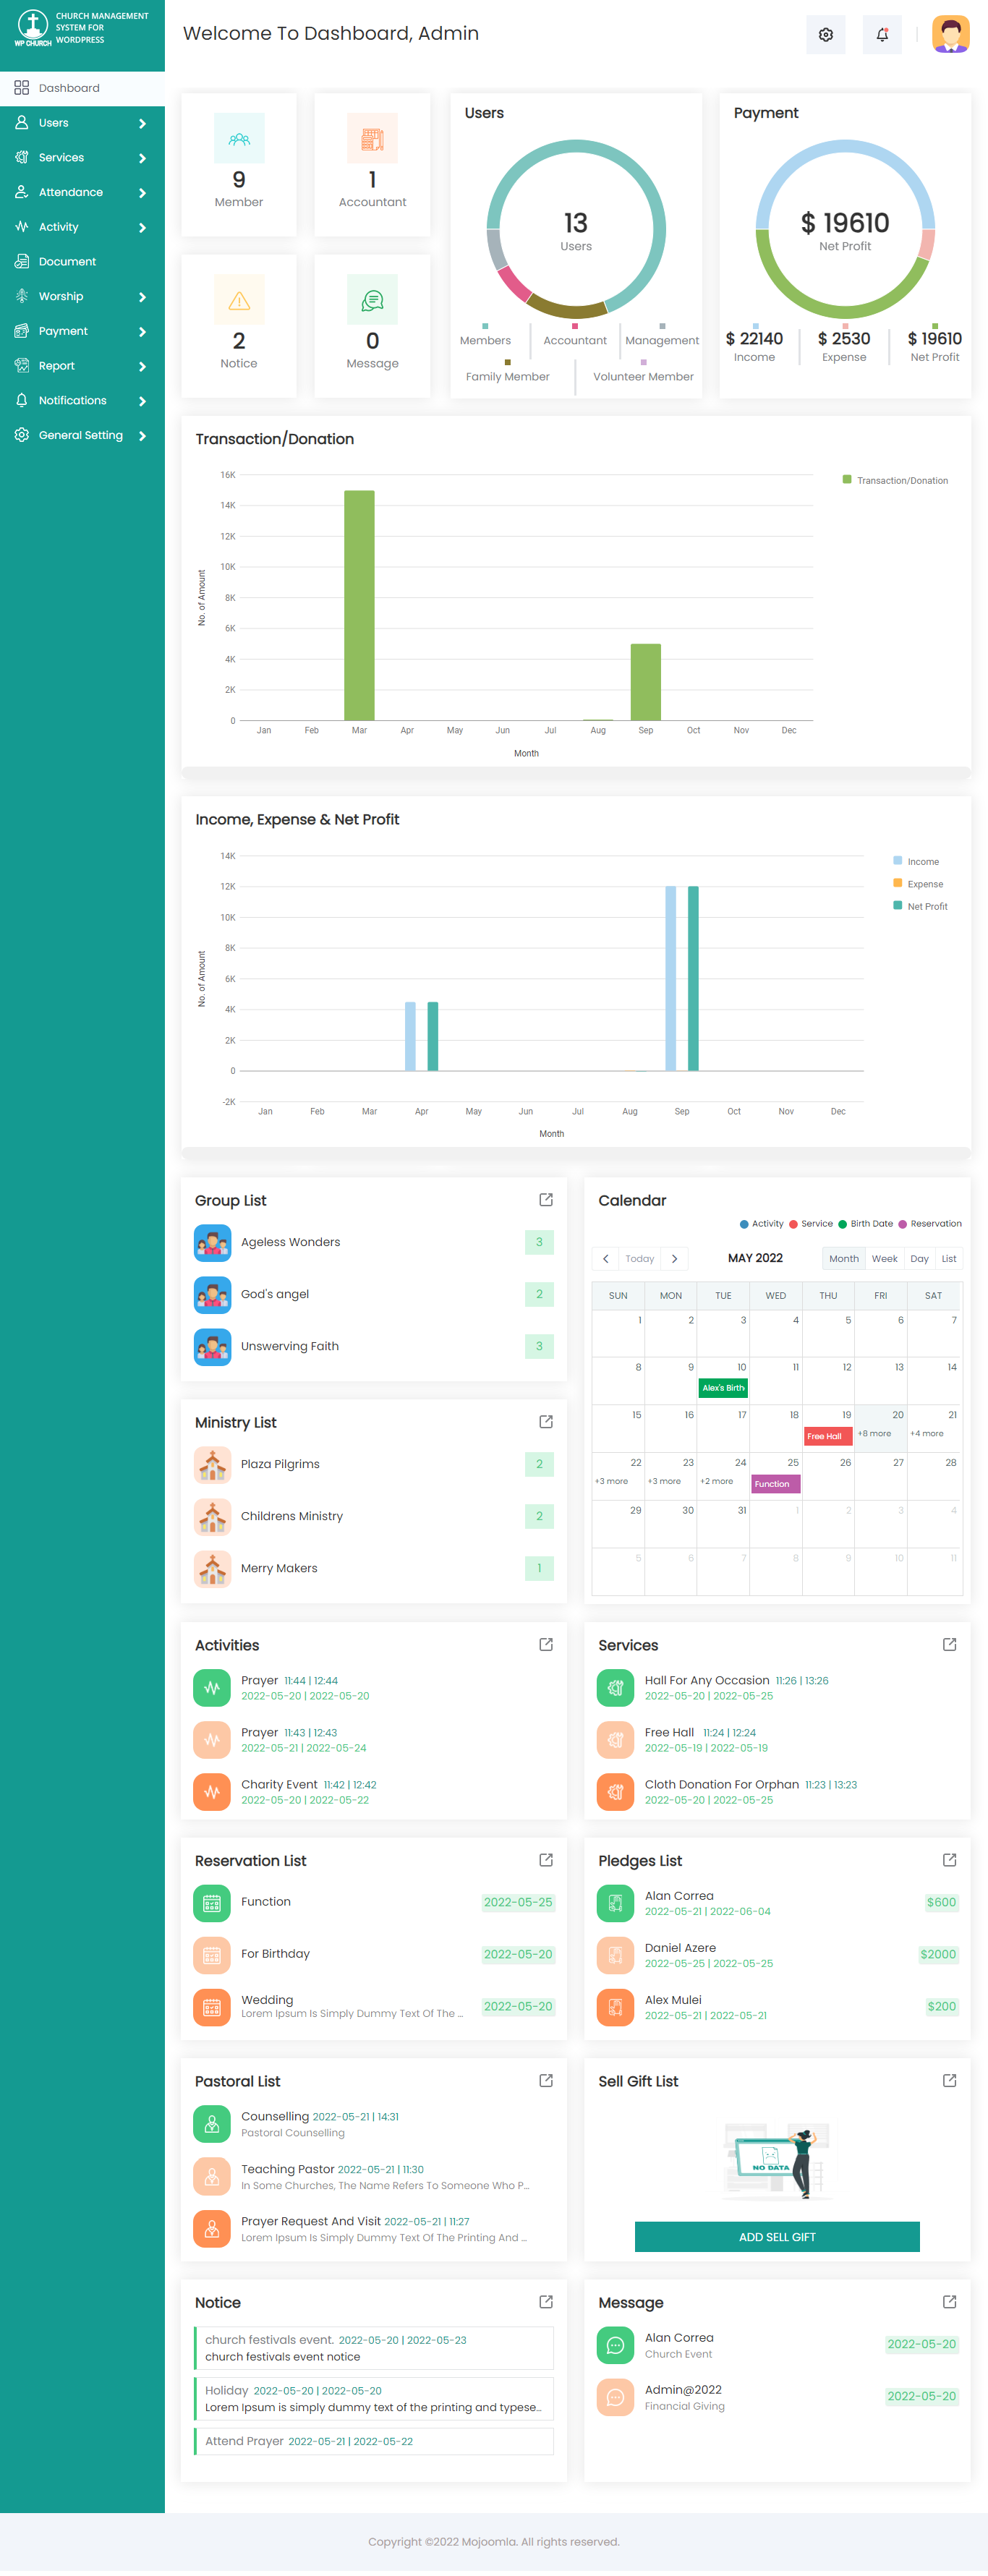 CHURCH MANAGEMENT
SYSTEM FOR
WORDPRESS
WP CHURCH
Welcome To Dashboard, Admin
Dashboard
Users
Services
Attendance
Activity
Document
Worship
Payment
Report
Notifications
General Setting
9
Member
1
Accountant
2
Notice
0
Message
Users
13
Users
Members
Accountant
Management
Family Member
Volunteer Member
Payment
$ 19610
Net Profit
$ 22140
Income
$ 2530
Expense
$ 19610
Net Profit
Transaction/Donation
16K
14K
12K
10K
8K
6K
4K
2K
0
No. of Amount
Jan Feb Mar Apr May Jun Jul Aug Sep Oct Nov Dec
Month
Transaction/Donation
Income, Expense & Net Profit
14K
12K
10K
8K
6K
4K
2K
0
-2K
No. of Amount
Jan Feb Mar Apr May Jun Jul Aug Sep Oct Nov Dec
Month
Income
Expense
Net Profit
Group List
Ageless Wonders 3
God's angel 2
Unswerving Faith 3
Ministry List
Plaza Pilgrims 2
Childrens Ministry 2
Merry Makers 1
Calendar
Activity Service Birth Date Reservation
Today MAY 2022 Month Week Day List
SUN MON TUE WED THU FRI SAT
1 2 3 4 5 6 7
8 9 10 11 12 13 14
Alex's Birth
15 16 17 18 19 20 21
Free Hall +8 more +4 more
22 23 24 25 26 27 28
+3 more +3 more +2 more Function
29 30 31 1 2 3 4
5 6 7 8 9 10 11
Activities
Prayer 11:44 | 12:44
2022-05-20 | 2022-05-20
Prayer 11:43 | 12:43
2022-05-21 | 2022-05-24
Charity Event 11:42 | 12:42
2022-05-20 | 2022-05-22
Services
Hall For Any Occasion 11:26 | 13:26
2022-05-20 | 2022-05-25
Free Hall 11:24 | 12:24
2022-05-19 | 2022-05-19
Cloth Donation For Orphan 11:23 | 13:23
2022-05-20 | 2022-05-25
Reservation List
Function 2022-05-25
For Birthday 2022-05-20
Wedding 2022-05-20
Lorem Ipsum Is Simply Dummy Text Of The ...
Pledges List
Alan Correa $600
2022-05-21 | 2022-06-04
Daniel Azere $2000
2022-05-25 | 2022-05-25
Alex Mulei $200
2022-05-21 | 2022-05-21
Pastoral List
Counselling 2022-05-21 | 14:31
Pastoral Counselling
Teaching Pastor 2022-05-21 | 11:30
In Some Churches, The Name Refers To Someone Who P...
Prayer Request And Visit 2022-05-21 | 11:27
Lorem Ipsum Is Simply Dummy Text Of The Printing And ...
Sell Gift List
NO DATA
ADD SELL GIFT
Notice
church festivals event. 2022-05-20 | 2022-05-23
church festivals event notice
Holiday 2022-05-20 | 2022-05-20
Lorem Ipsum is simply dummy text of the printing and typese...
Attend Prayer 2022-05-21 | 2022-05-22
Message
Alan Correa 2022-05-20
Church Event
Admin@2022 2022-05-20
Financial Giving
Copyright ©2022 Mojoomla. All rights reserved.